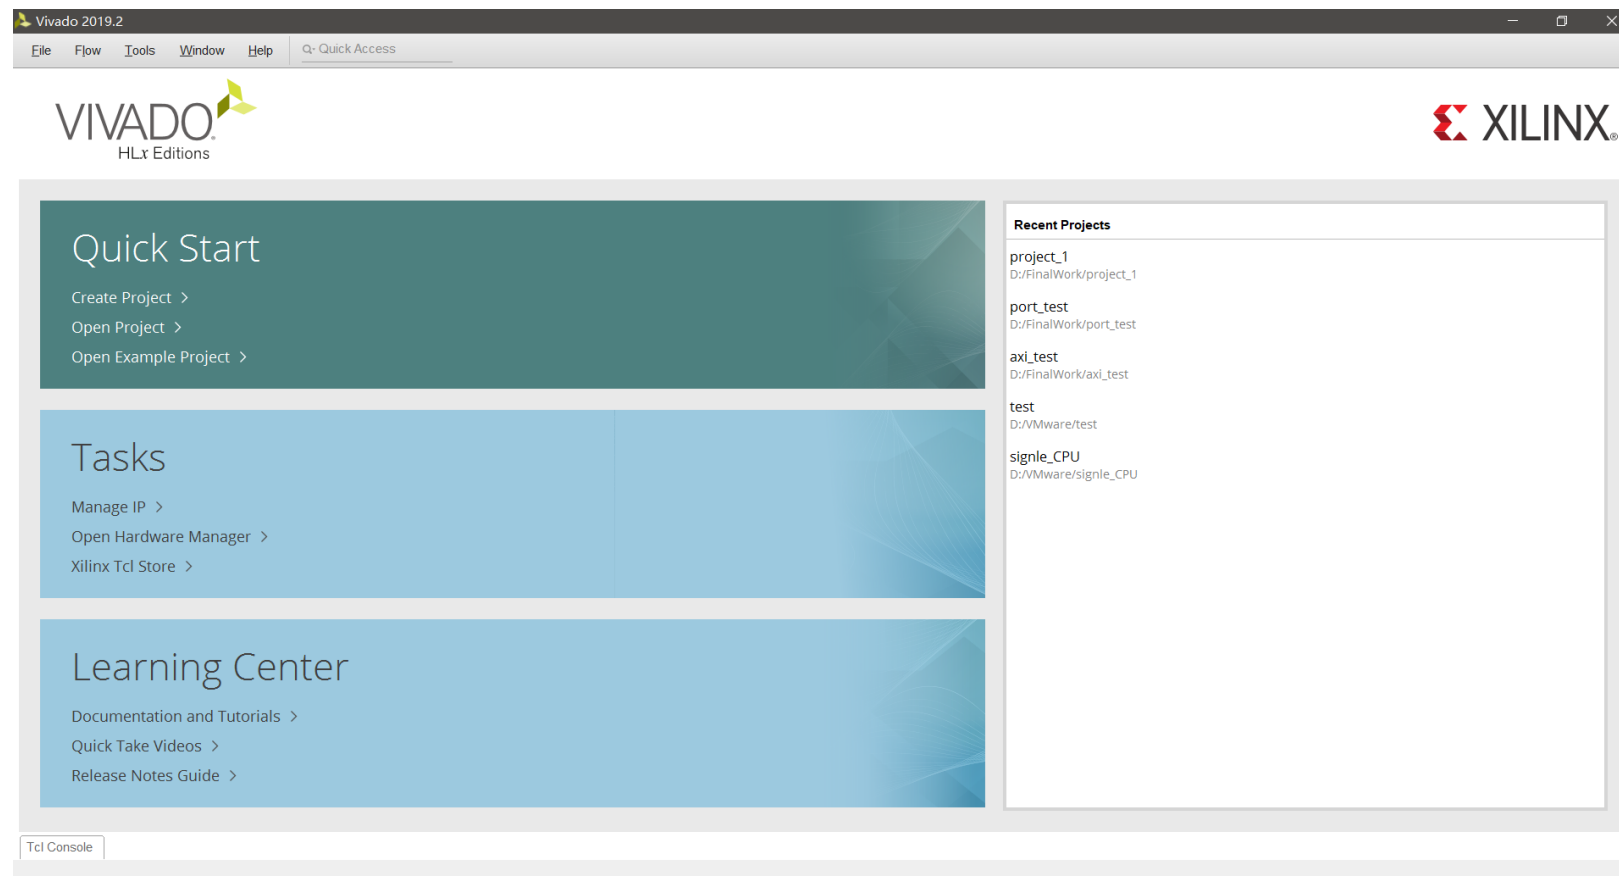 Vivado 2019.2
File Flow Tools Window Help Quick Access
VIVADO.
HLx Editions
XILINX®
Quick Start
Create Project >
Open Project >
Open Example Project >
Tasks
Manage IP >
Open Hardware Manager >
Xilinx Tcl Store >
Learning Center
Documentation and Tutorials >
Quick Take Videos >
Release Notes Guide >
Recent Projects
project_1
D:/FinalWork/project_1
port_test
D:/FinalWork/port_test
axi_test
D:/FinalWork/axi_test
test
D:/VMware/test
signle_CPU
D:/VMware/signle_CPU
Tcl Console